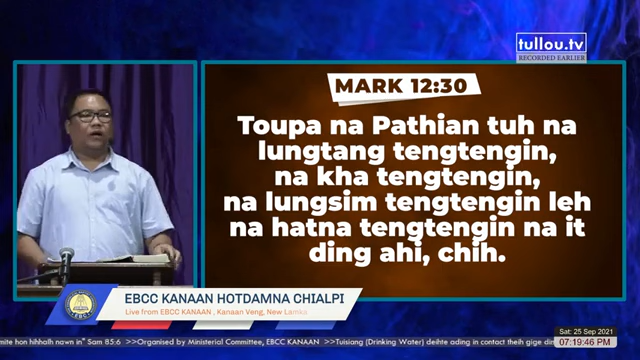 tullou.tv
RECORDED EARLIER
MARK 12:30
Toupa na Pathian tuh na
lungtang tengtengin,
na kha tengtengin,
na lungsim tengtengin leh
na hatna tengtengin na it
ding ahi, chih.
EBCC KANAAN HOTDAMNA CHIALPI
Live from EBCC KANAAN , Kanaan Veng, New Lamka
Sat: 25 Sep 2021
07:19:46 PM
mite hon hihhalh nawn in" Sam 85:6 >>Organised by Ministerial Committee, EBCC KANAAN >>Tuisiang (Drinking Water) deihte ading in contact theih gige